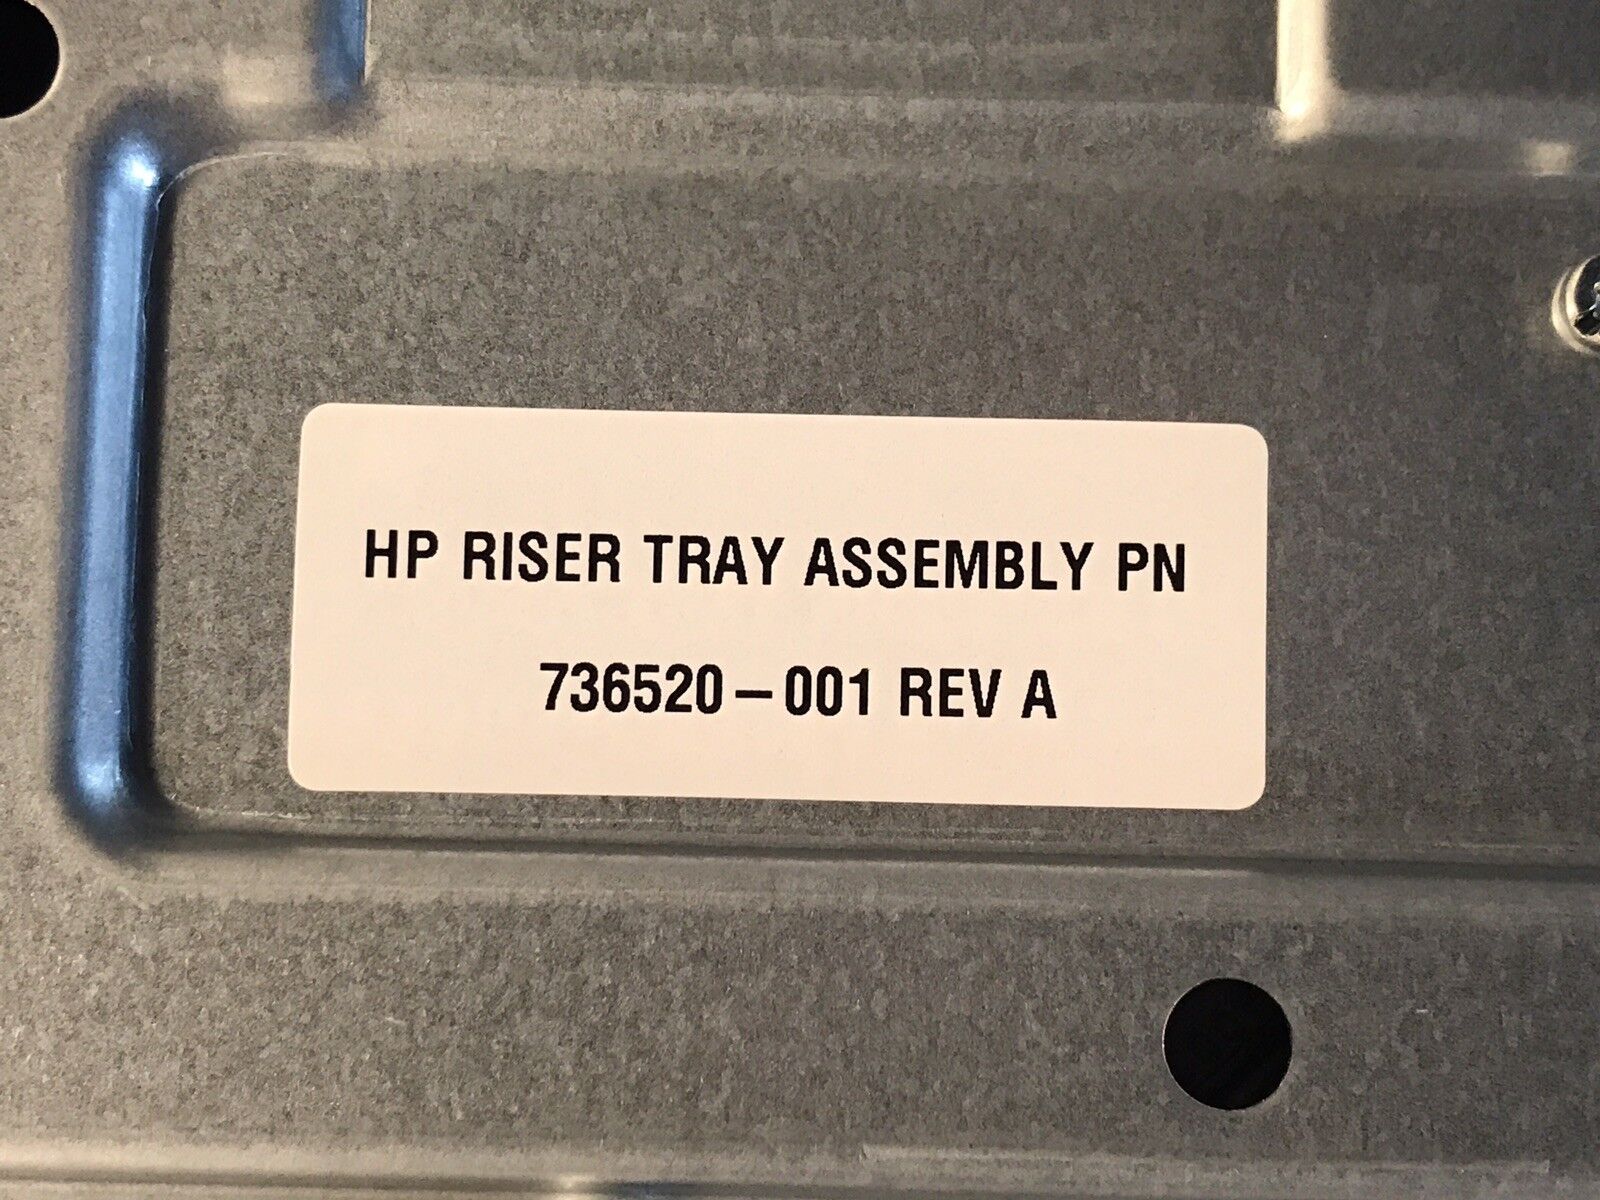 HP RISER TRAY ASSEMBLY PN
736520-001 REV A